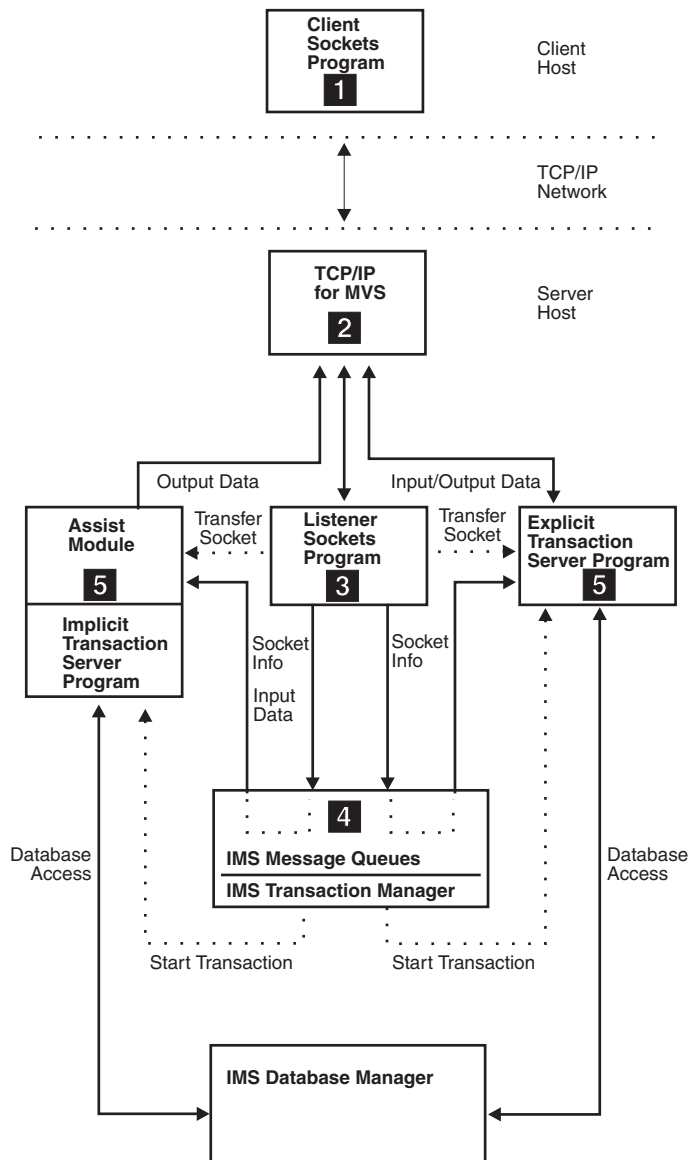 Client
Sockets
Program
1
Client
Host
TCP/IP
Network
TCP/IP
for MVS
2
Server
Host
Output Data
Input/Output Data
Assist
Module
5
Implicit
Transaction
Server
Program
Transfer
Socket
Listener
Sockets
Program
3
Transfer
Socket
Explicit
Transaction
Server Program
5
Socket
Info
Input
Data
Socket
Info
4
IMS Message Queues
IMS Transaction Manager
Database
Access
Database
Access
Start Transaction
Start Transaction
IMS Database Manager